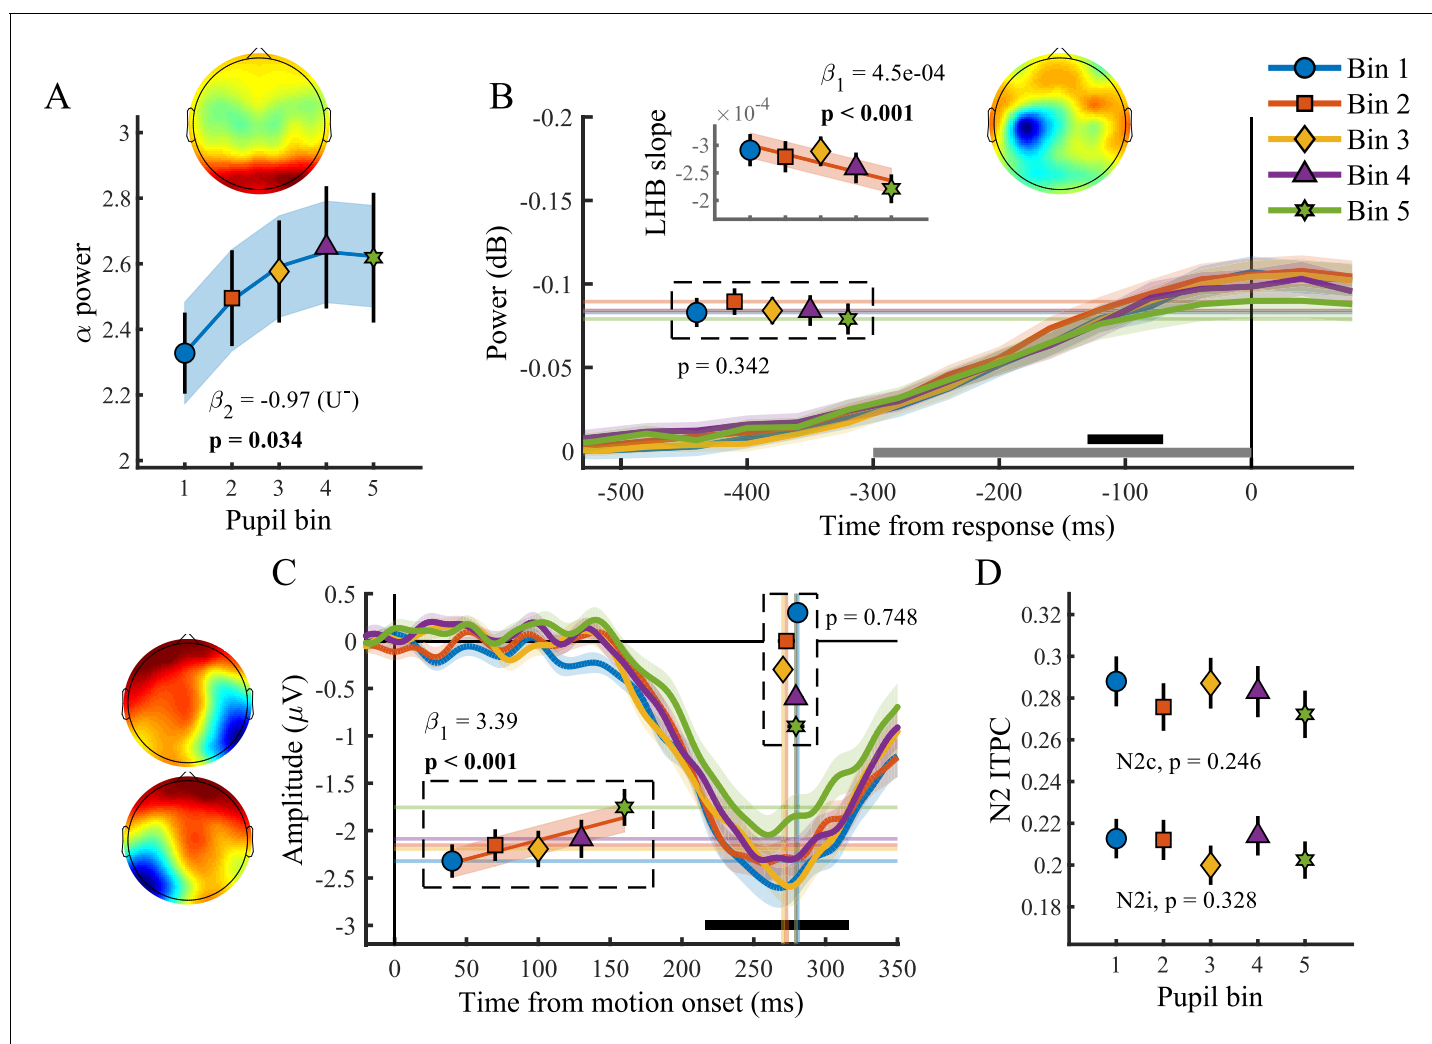 A
3
2.8
2.6
2.4
2.2
2
α power
β2 = -0.97 (U-)
p = 0.034
1 2 3 4 5
Pupil bin
B
-0.2
-0.15
-0.1
-0.05
0
Power (dB)
β1 = 4.5e-04
p < 0.001
×10-4
-3
-2.5
-2
LHB slope
p = 0.342
-500 -400 -300 -200 -100 0
Time from response (ms)
Bin 1
Bin 2
Bin 3
Bin 4
Bin 5
C
0.5
0
-0.5
-1
-1.5
-2
-2.5
-3
Amplitude (μV)
p = 0.748
β1 = 3.39
p < 0.001
0 50 100 150 200 250 300 350
Time from motion onset (ms)
D
0.32
0.3
0.28
0.26
0.24
0.22
0.2
0.18
N2 ITPC
N2c, p = 0.246
N2i, p = 0.328
1 2 3 4 5
Pupil bin